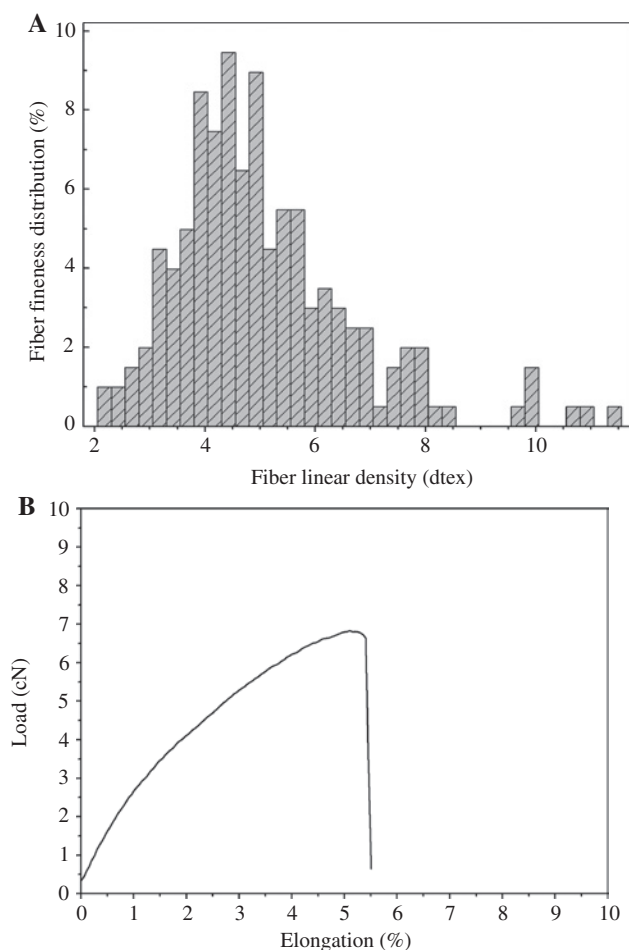 A
10
8
6
4
2
0
Fiber fineness distribution (%)
2 4 6 8 10
Fiber linear density (dtex)
B
10
9
8
7
6
5
4
3
2
1
0
Load (cN)
0 1 2 3 4 5 6 7 8 9 10
Elongation (%)